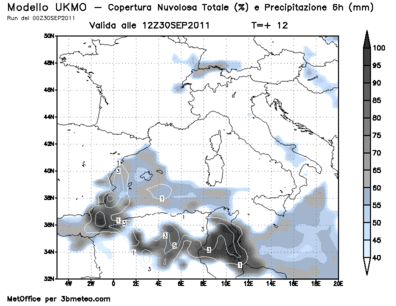 Modello UKMO – Copertura Nuvolosa Totale (%) e Precipitazione 6h (mm)
Run del 00Z30SEP2011
Valida alle 12Z30SEP2011 T=+ 12
50N
48N
46N
44N
42N
40N
38N
36N
34N
32N
4W 2W 0 2E 4E 6E 8E 10E 12E 14E 16E 18E 20E
100
95
90
85
80
75
70
65
60
55
50
45
40
MetOffice per 3bmeteo.com